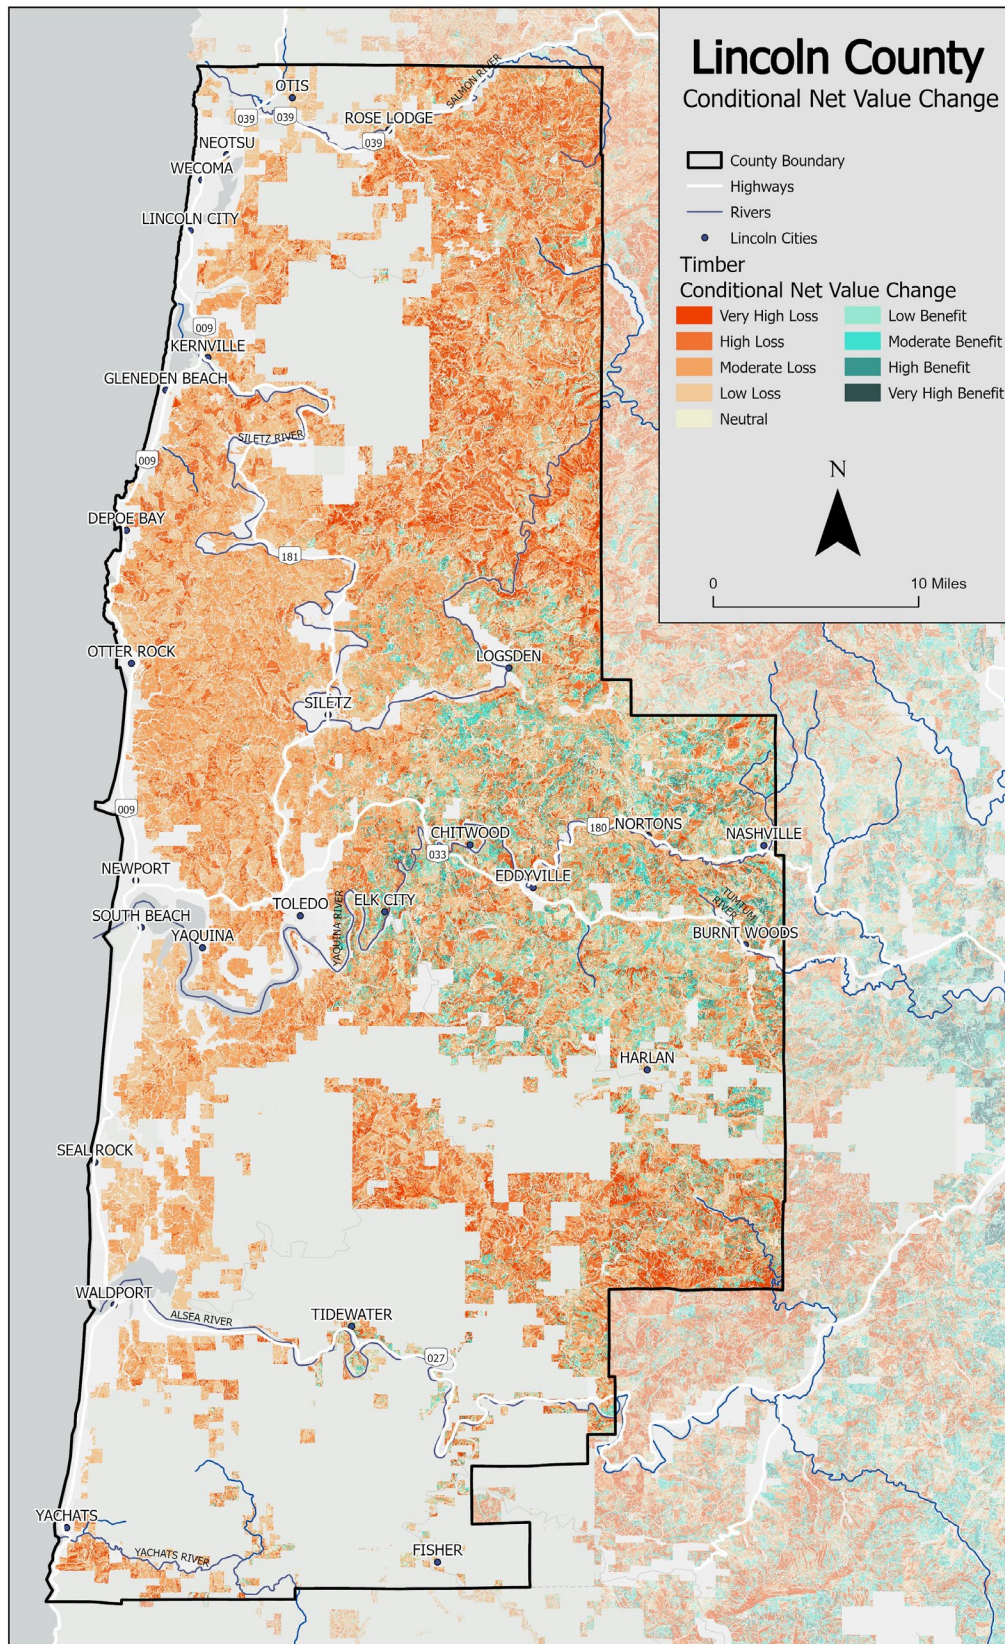 Lincoln County
Conditional Net Value Change
County Boundary
Highways
Rivers
Lincoln Cities
Timber
Conditional Net Value Change
Very High Loss
High Loss
Moderate Loss
Low Loss
Neutral
Low Benefit
Moderate Benefit
High Benefit
Very High Benefit
N
0 10 Miles
SALMON RIVER
OTIS
039
039
ROSE LODGE
039
NEOTSU
WECOMA
LINCOLN CITY
009
KERNVILLE
GLENEDEN BEACH
SILETZ RIVER
009
DEPOE BAY
181
OTTER ROCK
LOGSDEN
SILETZ
009
CHITWOOD
180
NORTONS
NASHVILLE
033
NEWPORT
EDDYVILLE
SOUTH BEACH
TOLEDO
ELK CITY
YAQUINA RIVER
TUMTUM
RIVER
YAQUINA
BURNT WOODS
HARLAN
SEAL ROCK
WALDPORT
ALSEA RIVER
TIDEWATER
027
YACHATS
YACHATS RIVER
FISHER